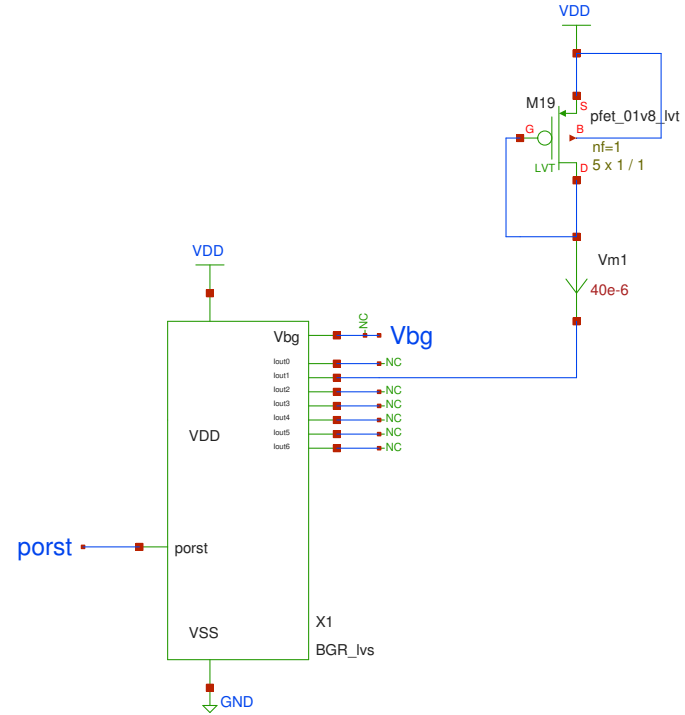 VDD
M19
S
pfet_01v8_lvt
G
B
nf=1
LVT
D
5 x 1 / 1
Vm1
40e-6
VDD
NC
Vbg
Vbg
Iout0
NC
Iout1
Iout2
NC
Iout3
NC
Iout4
NC
Iout5
NC
Iout6
NC
VDD
porst
porst
VSS
X1
BGR_lvs
GND